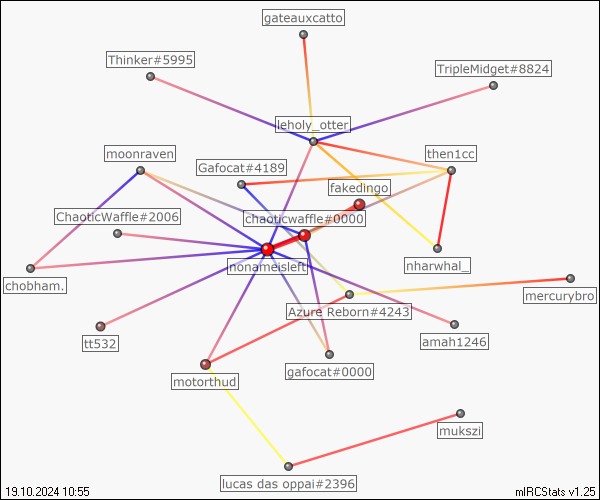 gateauxcatto
Thinker#5995
TripleMidget#8824
leholy_otter
moonraven
then1cc
Gafocat#4189
fakedingo
ChaoticWaffle#2006
chaoticwaffle#0000
nonameisleft
nharwhal_
chobham.
mercurybro
Azure Reborn#4243
tt532
amah1246
motorthud
gafocat#0000
mukszi
lucas das oppai#2396
19.10.2024 10:55
mIRCStats v1.25